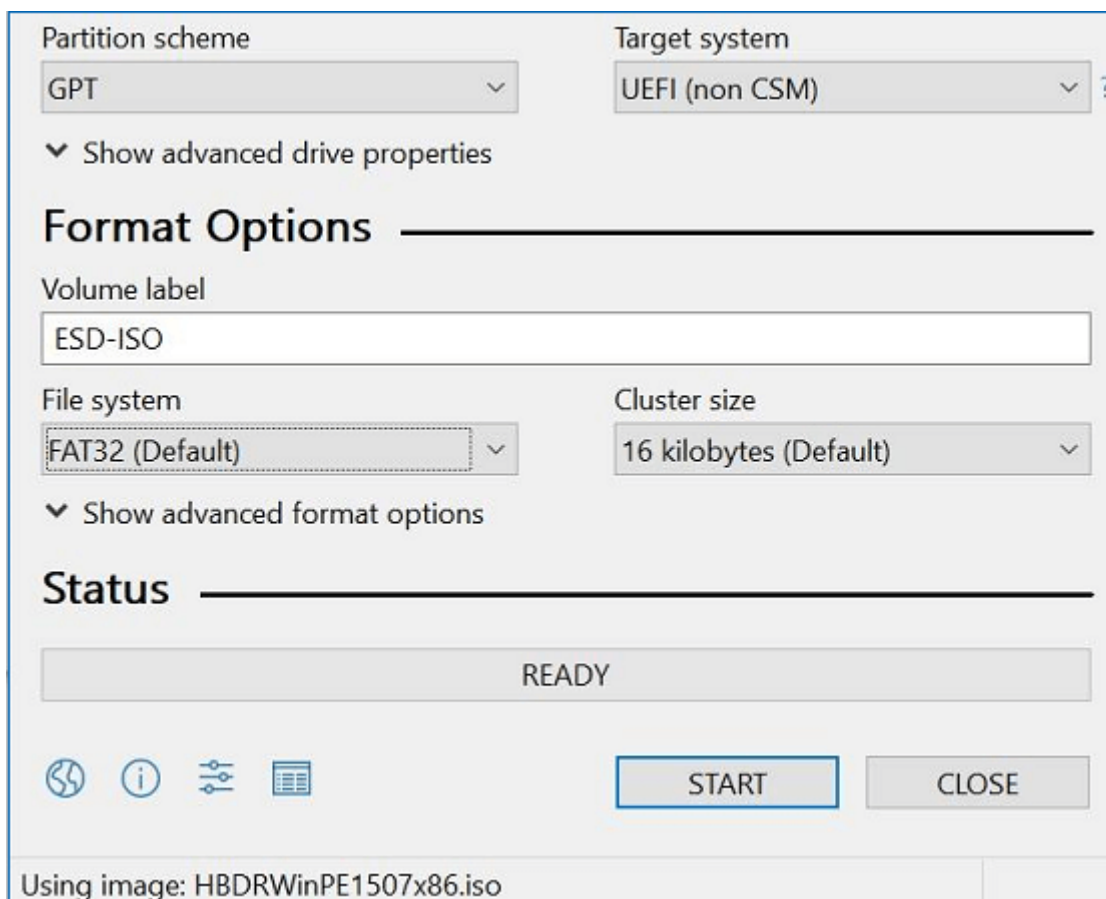 Partition scheme
Target system
GPT
UEFI (non CSM)
?
Show advanced drive properties
Format Options
Volume label
ESD-ISO
File system
Cluster size
FAT32 (Default)
16 kilobytes (Default)
Show advanced format options
Status
READY
START
CLOSE
Using image: HBDRWinPE1507x86.iso